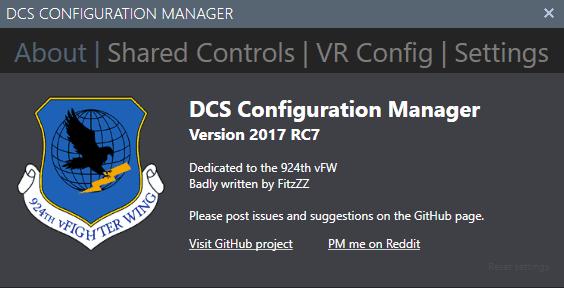 DCS CONFIGURATION MANAGER
About | Shared Controls | VR Config | Settings
DCS Configuration Manager
Version 2017 RC7
Dedicated to the 924th vFW
Badly written by FitzZZ
Please post issues and suggestions on the GitHub page.
Visit GitHub project
PM me on Reddit
Reset settings
924TH vFIGHTER WING